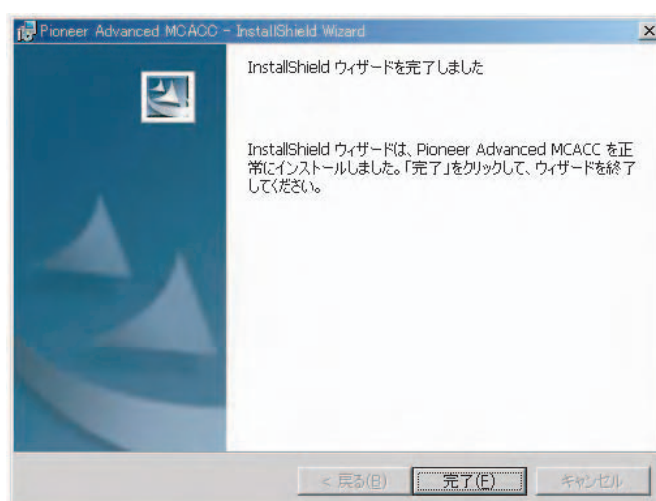 Pioneer Advanced MCACC - InstallShield Wizard
InstallShield ウィザードを完了しました
InstallShield ウィザードは、Pioneer Advanced MCACC を正
常にインストールしました。「完了」をクリックして、ウィザードを終了
してください。
< 戻る(B) 完了(F) キャンセル